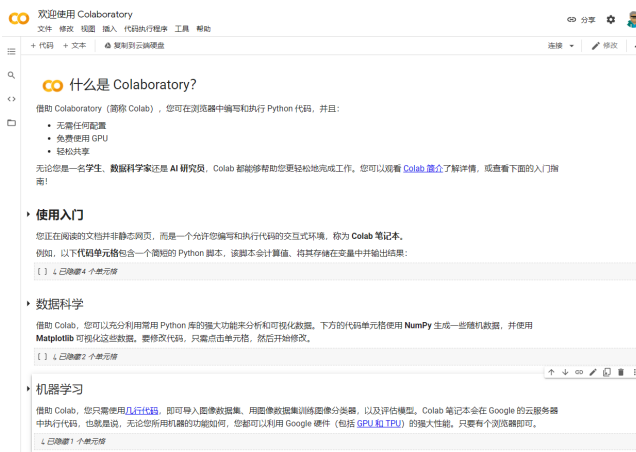 欢迎使用 Colaboratory
文件 修改 视图 插入 代码执行程序 工具 帮助
分享
+ 代码 + 文本 复制到云端硬盘
连接 修改
什么是 Colaboratory?
借助 Colaboratory（简称 Colab），您可在浏览器中编写和执行 Python 代码，并且：
• 无需任何配置
• 免费使用 GPU
• 轻松共享
无论您是一名学生、数据科学家还是 AI 研究员，Colab 都能够帮助您更轻松地完成工作。您可以观看 Colab 简介了解详情，或查看下面的入门指
南！
使用入门
您正在阅读的文档并非静态网页，而是一个允许您编写和执行代码的交互式环境，称为 Colab 笔记本。
例如，以下代码单元格包含一个简短的 Python 脚本，该脚本会计算值、将其存储在变量中并输出结果：
[ ] ↳ 已隐藏 4 个单元格
数据科学
借助 Colab，您可以充分利用常用 Python 库的强大功能来分析和可视化数据。下方的代码单元格使用 NumPy 生成一些随机数据，并使用
Matplotlib 可视化这些数据。要修改代码，只需点击单元格，然后开始修改。
[ ] ↳ 已隐藏 2 个单元格
机器学习
借助 Colab，您只需使用几行代码，即可导入图像数据集、用图像数据集训练图像分类器，以及评估模型。Colab 笔记本会在 Google 的云服务器
中执行代码，也就是说，无论您所用机器的功能如何，您都可以利用 Google 硬件（包括 GPU 和 TPU）的强大性能。只要有个浏览器即可。
↳ 已隐藏 1 个单元格